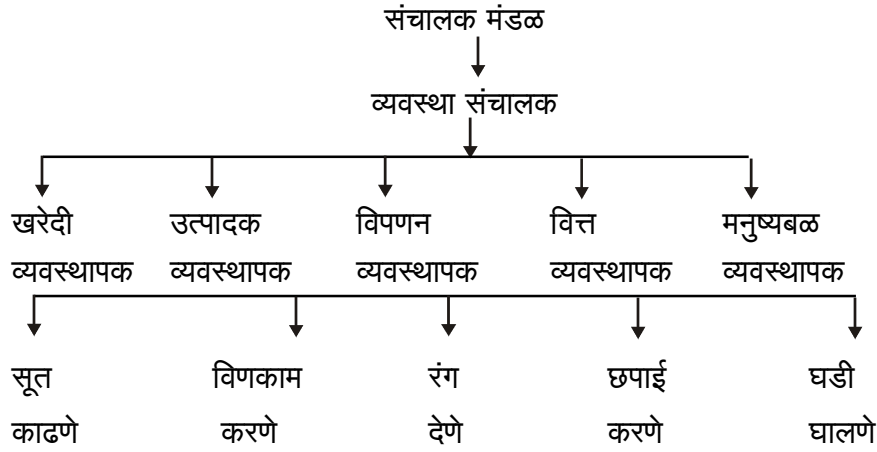 संचालक मंडळ
व्यवस्था संचालक
खरेदी उत्पादक विपणन वित्त मनुष्यबळ
व्यवस्थापक व्यवस्थापक व्यवस्थापक व्यवस्थापक व्यवस्थापक
सूत विणकाम रंग छपाई घडी
काढणे करणे देणे करणे घालणे